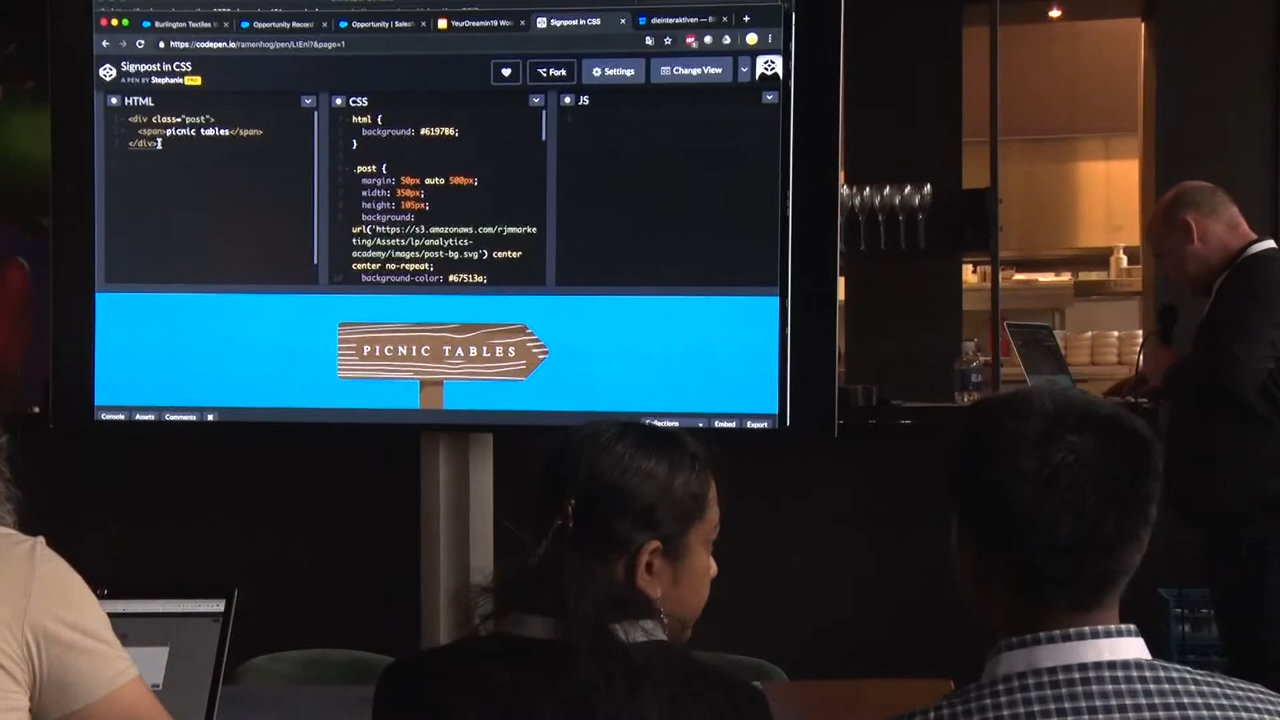 Burlington Textiles W
Opportunity Record
Opportunity | Sales
YourDreamin19 Wo
Signpost in CSS
dieinteraktiven — B
https://codepen.io/ramenhog/pen/LtEnI?&page=1
Signpost in CSS
A PEN BY Stephanie PRO
Fork
Settings
Change View
HTML
<div class="post">
<span>picnic tables</span>
</div>
CSS
html {
background: #619786;
}
.post {
margin: 50px auto 500px;
width: 350px;
height: 105px;
background:
url('https://s3.amazonaws.com/rjmmarke
ting/Assets/lp/analytics-
academy/images/post-bg.svg') center
center no-repeat;
background-color: #67513a;
JS
1
PICNIC TABLES
Console
Assets
Comments
Collections
Embed
Export